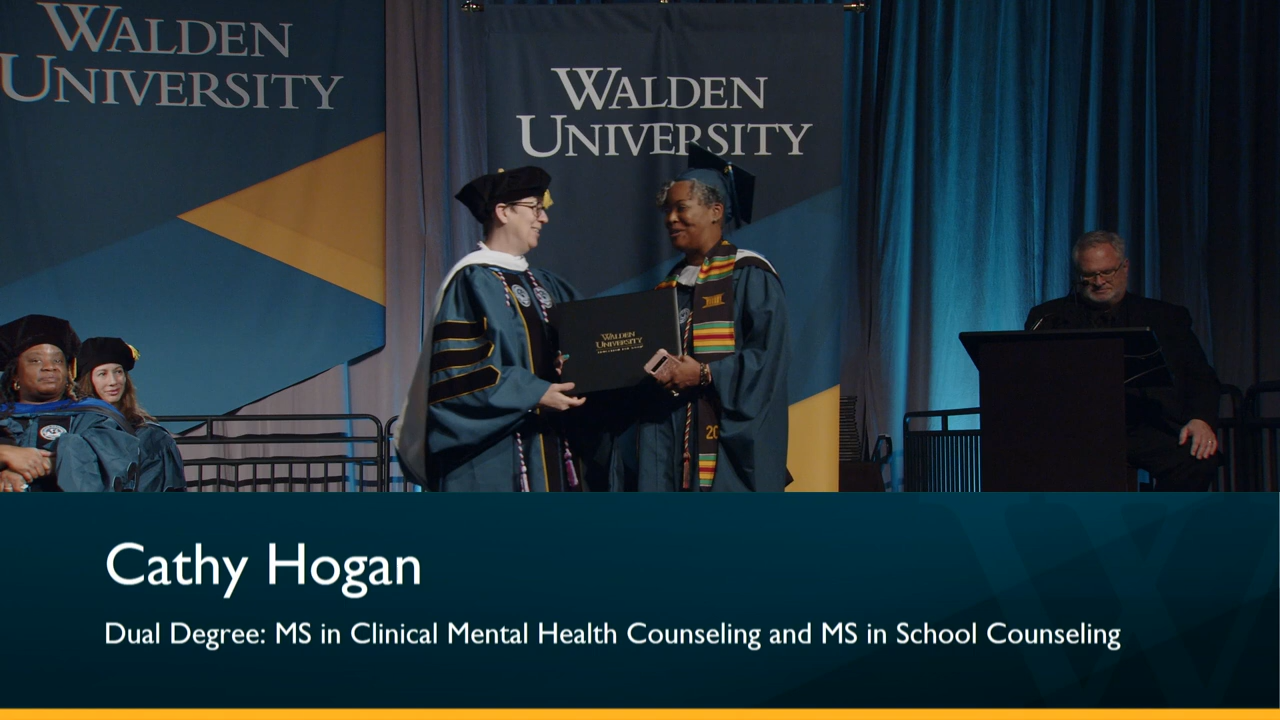 WALDEN
UNIVERSITY
WALDEN
UNIVERSITY
WALDEN
UNIVERSITY
20
Cathy Hogan
Dual Degree: MS in Clinical Mental Health Counseling and MS in School Counseling